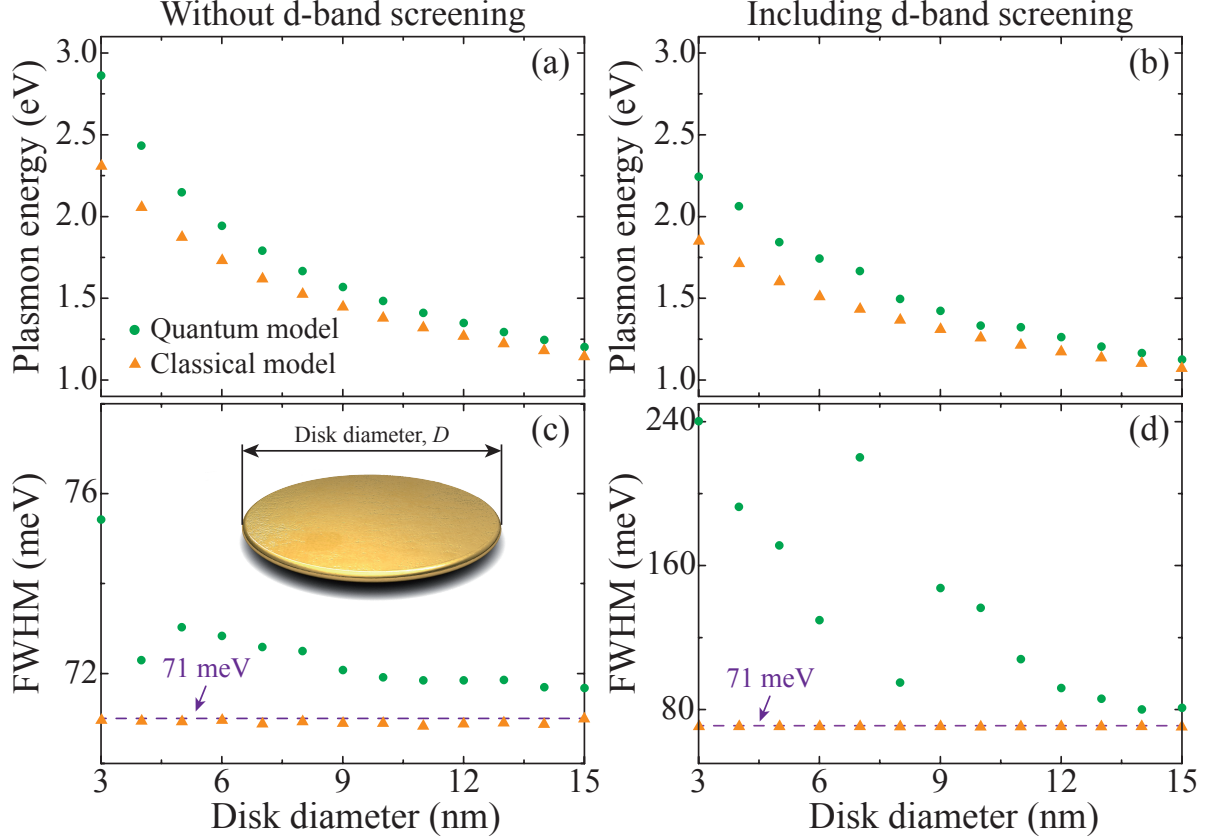 Without d-band screening
Including d-band screening
(a)
(b)
Plasmon energy (eV)
3.0
2.5
2.0
1.5
1.0
Quantum model
Classical model
Plasmon energy (eV)
3.0
2.5
2.0
1.5
1.0
(c)
(d)
FWHM (meV)
76
72
Disk diameter, D
71 meV
3
6
9
12
15
Disk diameter (nm)
FWHM (meV)
240
160
80
71 meV
3
6
9
12
15
Disk diameter (nm)